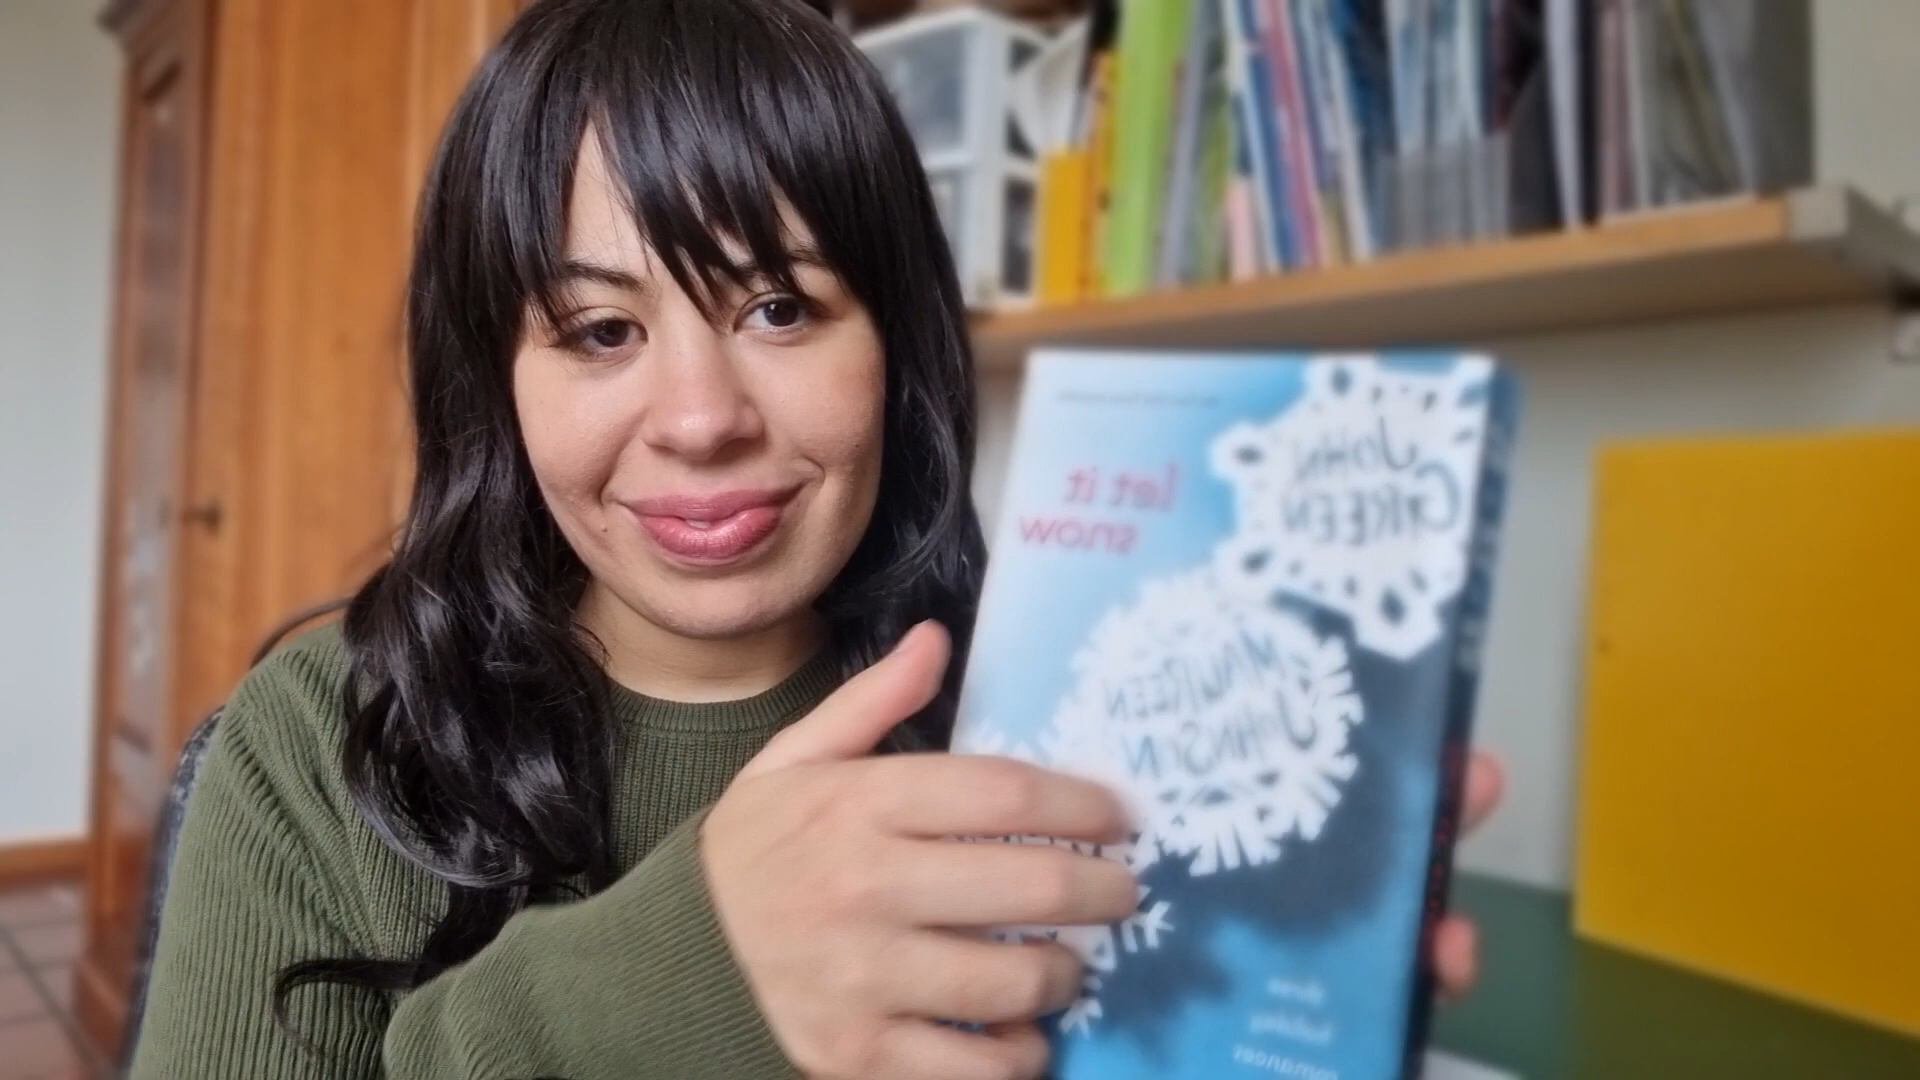 let it
snow
JOHN
GREEN
MAUREEN
JOHNSON
three
holiday
romances